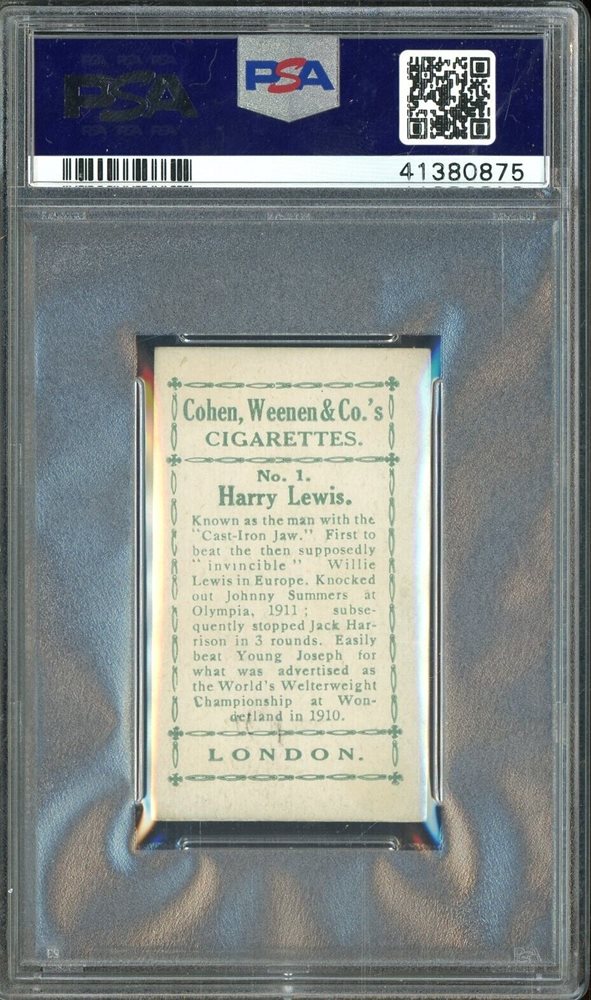 PSA
PSA
41380875
Cohen, Weenen & Co.'s
CIGARETTES.
No. 1.
Harry Lewis.
Known as the man with the
"Cast-Iron Jaw." First to
beat the then supposedly
"invincible" Willie
Lewis in Europe. Knocked
out Johnny Summers at
Olympia, 1911; subse-
quently stopped Jack Har-
rison in 3 rounds. Easily
beat Young Joseph for
what was advertised as
the World's Welterweight
Championship at Won-
derland in 1910.
LONDON.